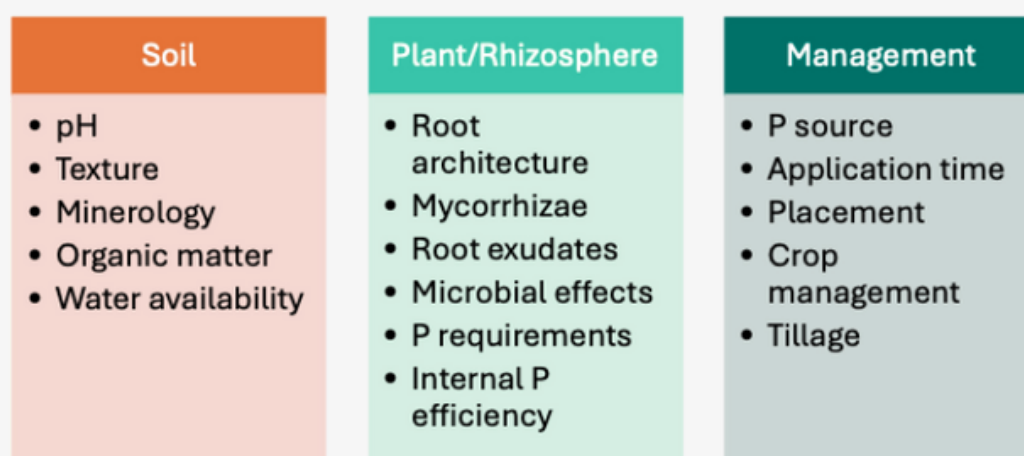 Soil
• pH
• Texture
• Minerology
• Organic matter
• Water availability
Plant/Rhizosphere
• Root
architecture
• Mycorrhizae
• Root exudates
• Microbial effects
• P requirements
• Internal P
efficiency
Management
• P source
• Application time
• Placement
• Crop
management
• Tillage